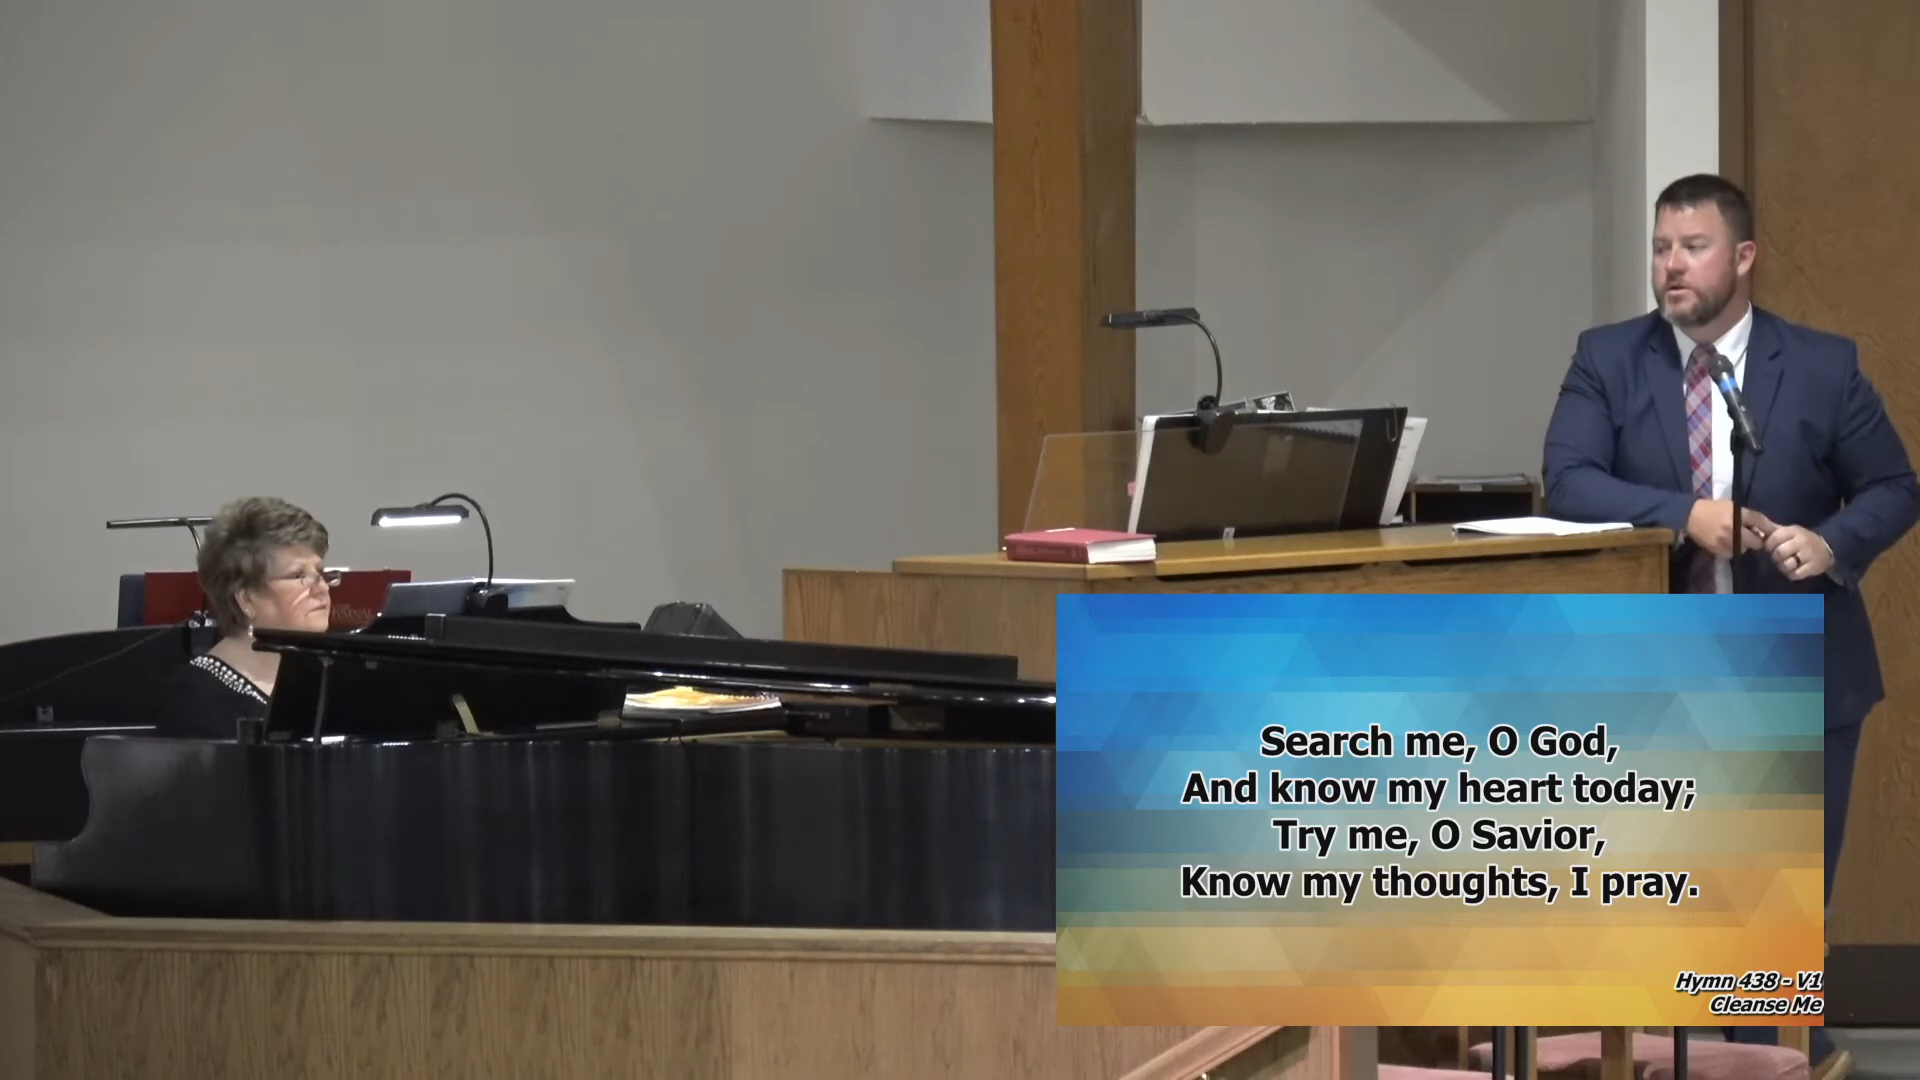 Search me, O God,
And know my heart today;
Try me, O Savior,
Know my thoughts, I pray.
Hymn 438 - V1
Cleanse Me